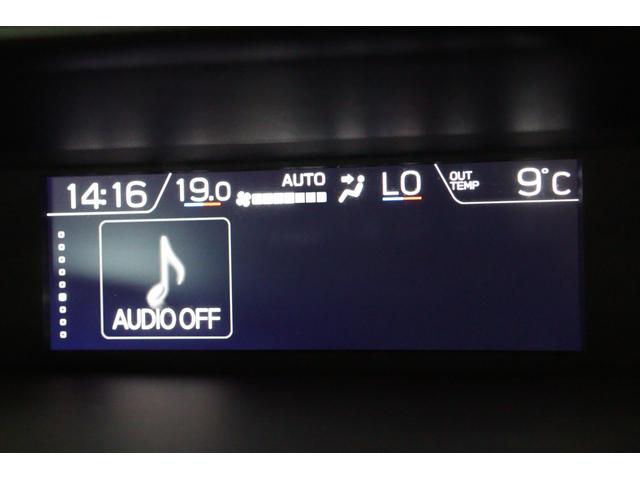 14:16 19.0 AUTO LO OUT TEMP 9°C
AUDIO OFF